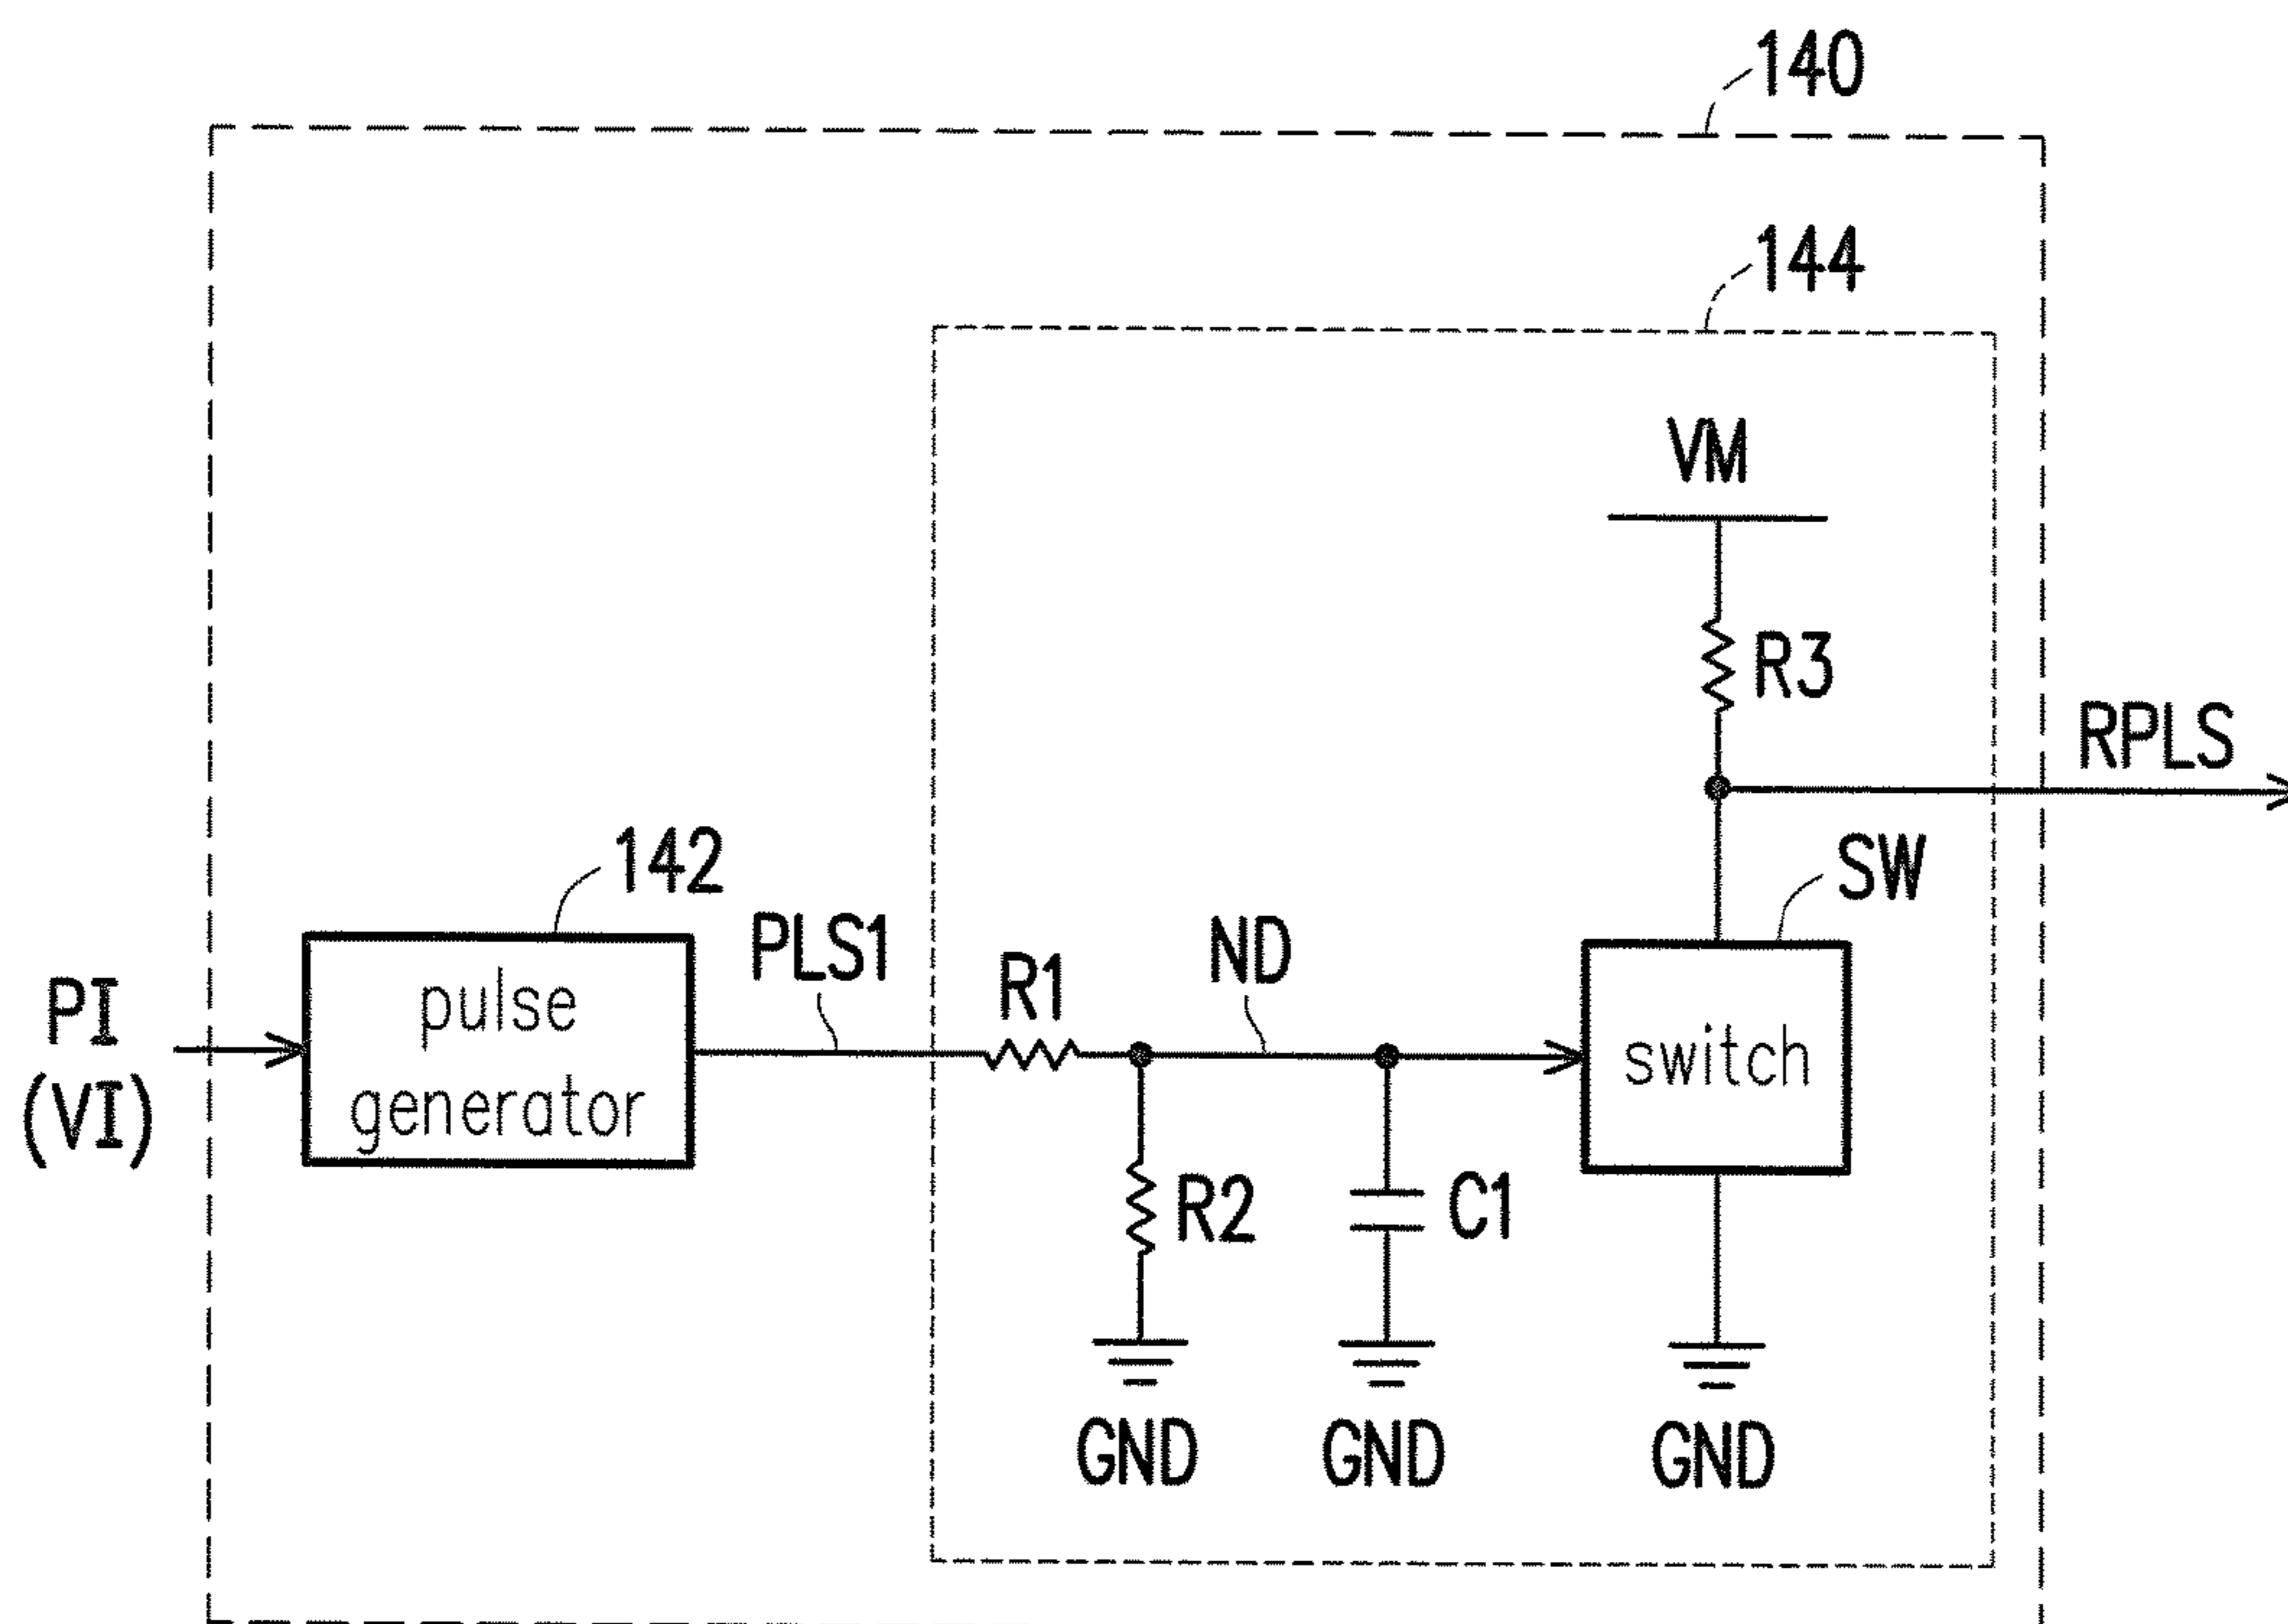 140
144
VM
R3
RPLS
142
SW
PLS1
ND
R1
PI
(VI)
pulse
generator
switch
R2
C1
GND
GND
GND